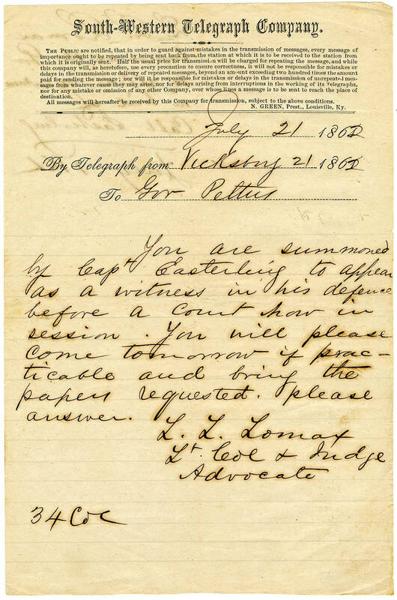 South-Western Telegraph Company.
THE PUBLIC are notified, that in order to guard against mistakes in the transmission of messages, every message of
importance ought to be repeated by being sent back from the station at which it is to be received to the station from
which it is originally sent. Half the usual price for transmission will be charged for repeating the message, and while
this company will, as heretofore, use every precaution to ensure correctness, it will not be responsible for mistakes or
delays in the transmission or delivery of repeated messages, beyond an amount exceeding two hundred times the amount
paid for sending the message; nor will it be responsible for mistakes or delays in the transmission of unrepeated mes-
sages from whatever cause they may arise, nor for delays arising from interruptions in the working of its Telegraphs,
nor for any mistake or omission of any other Company, over whose lines a message is to be sent to reach the place of
destination.
All messages will hereafter be received by this Company for transmission, subject to the above conditions.
N. GREEN, Prest., Louisville, Ky.
July 21 1862
By Telegraph from Vicksburg 21 1862
To Gov Pettus
You are summoned
by Capt Easterling to appear
as a witness in his defence
before a court now in
session. You will please
come tomorrow if prac-
ticable and bring the
papers requested. please
answer.
L. L. Lomax
Lt Col & Judge
Advocate
34 Col